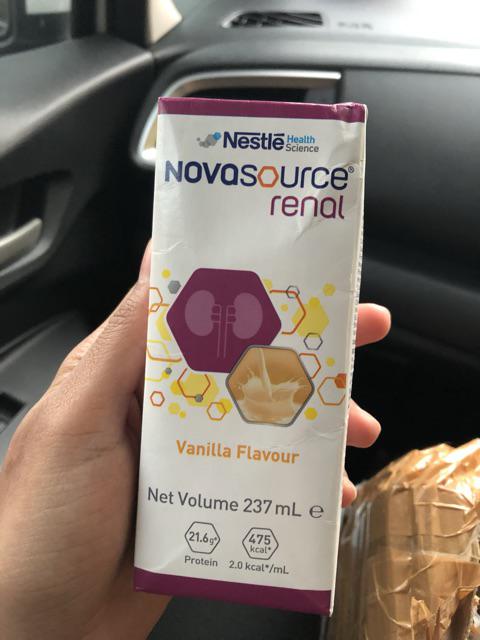 Nestlé Health Science
NOVASOURCE®
renal
Vanilla Flavour
Net Volume 237 mL ℮
21.6g* 475 kcal*
Protein 2.0 kcal*/mL